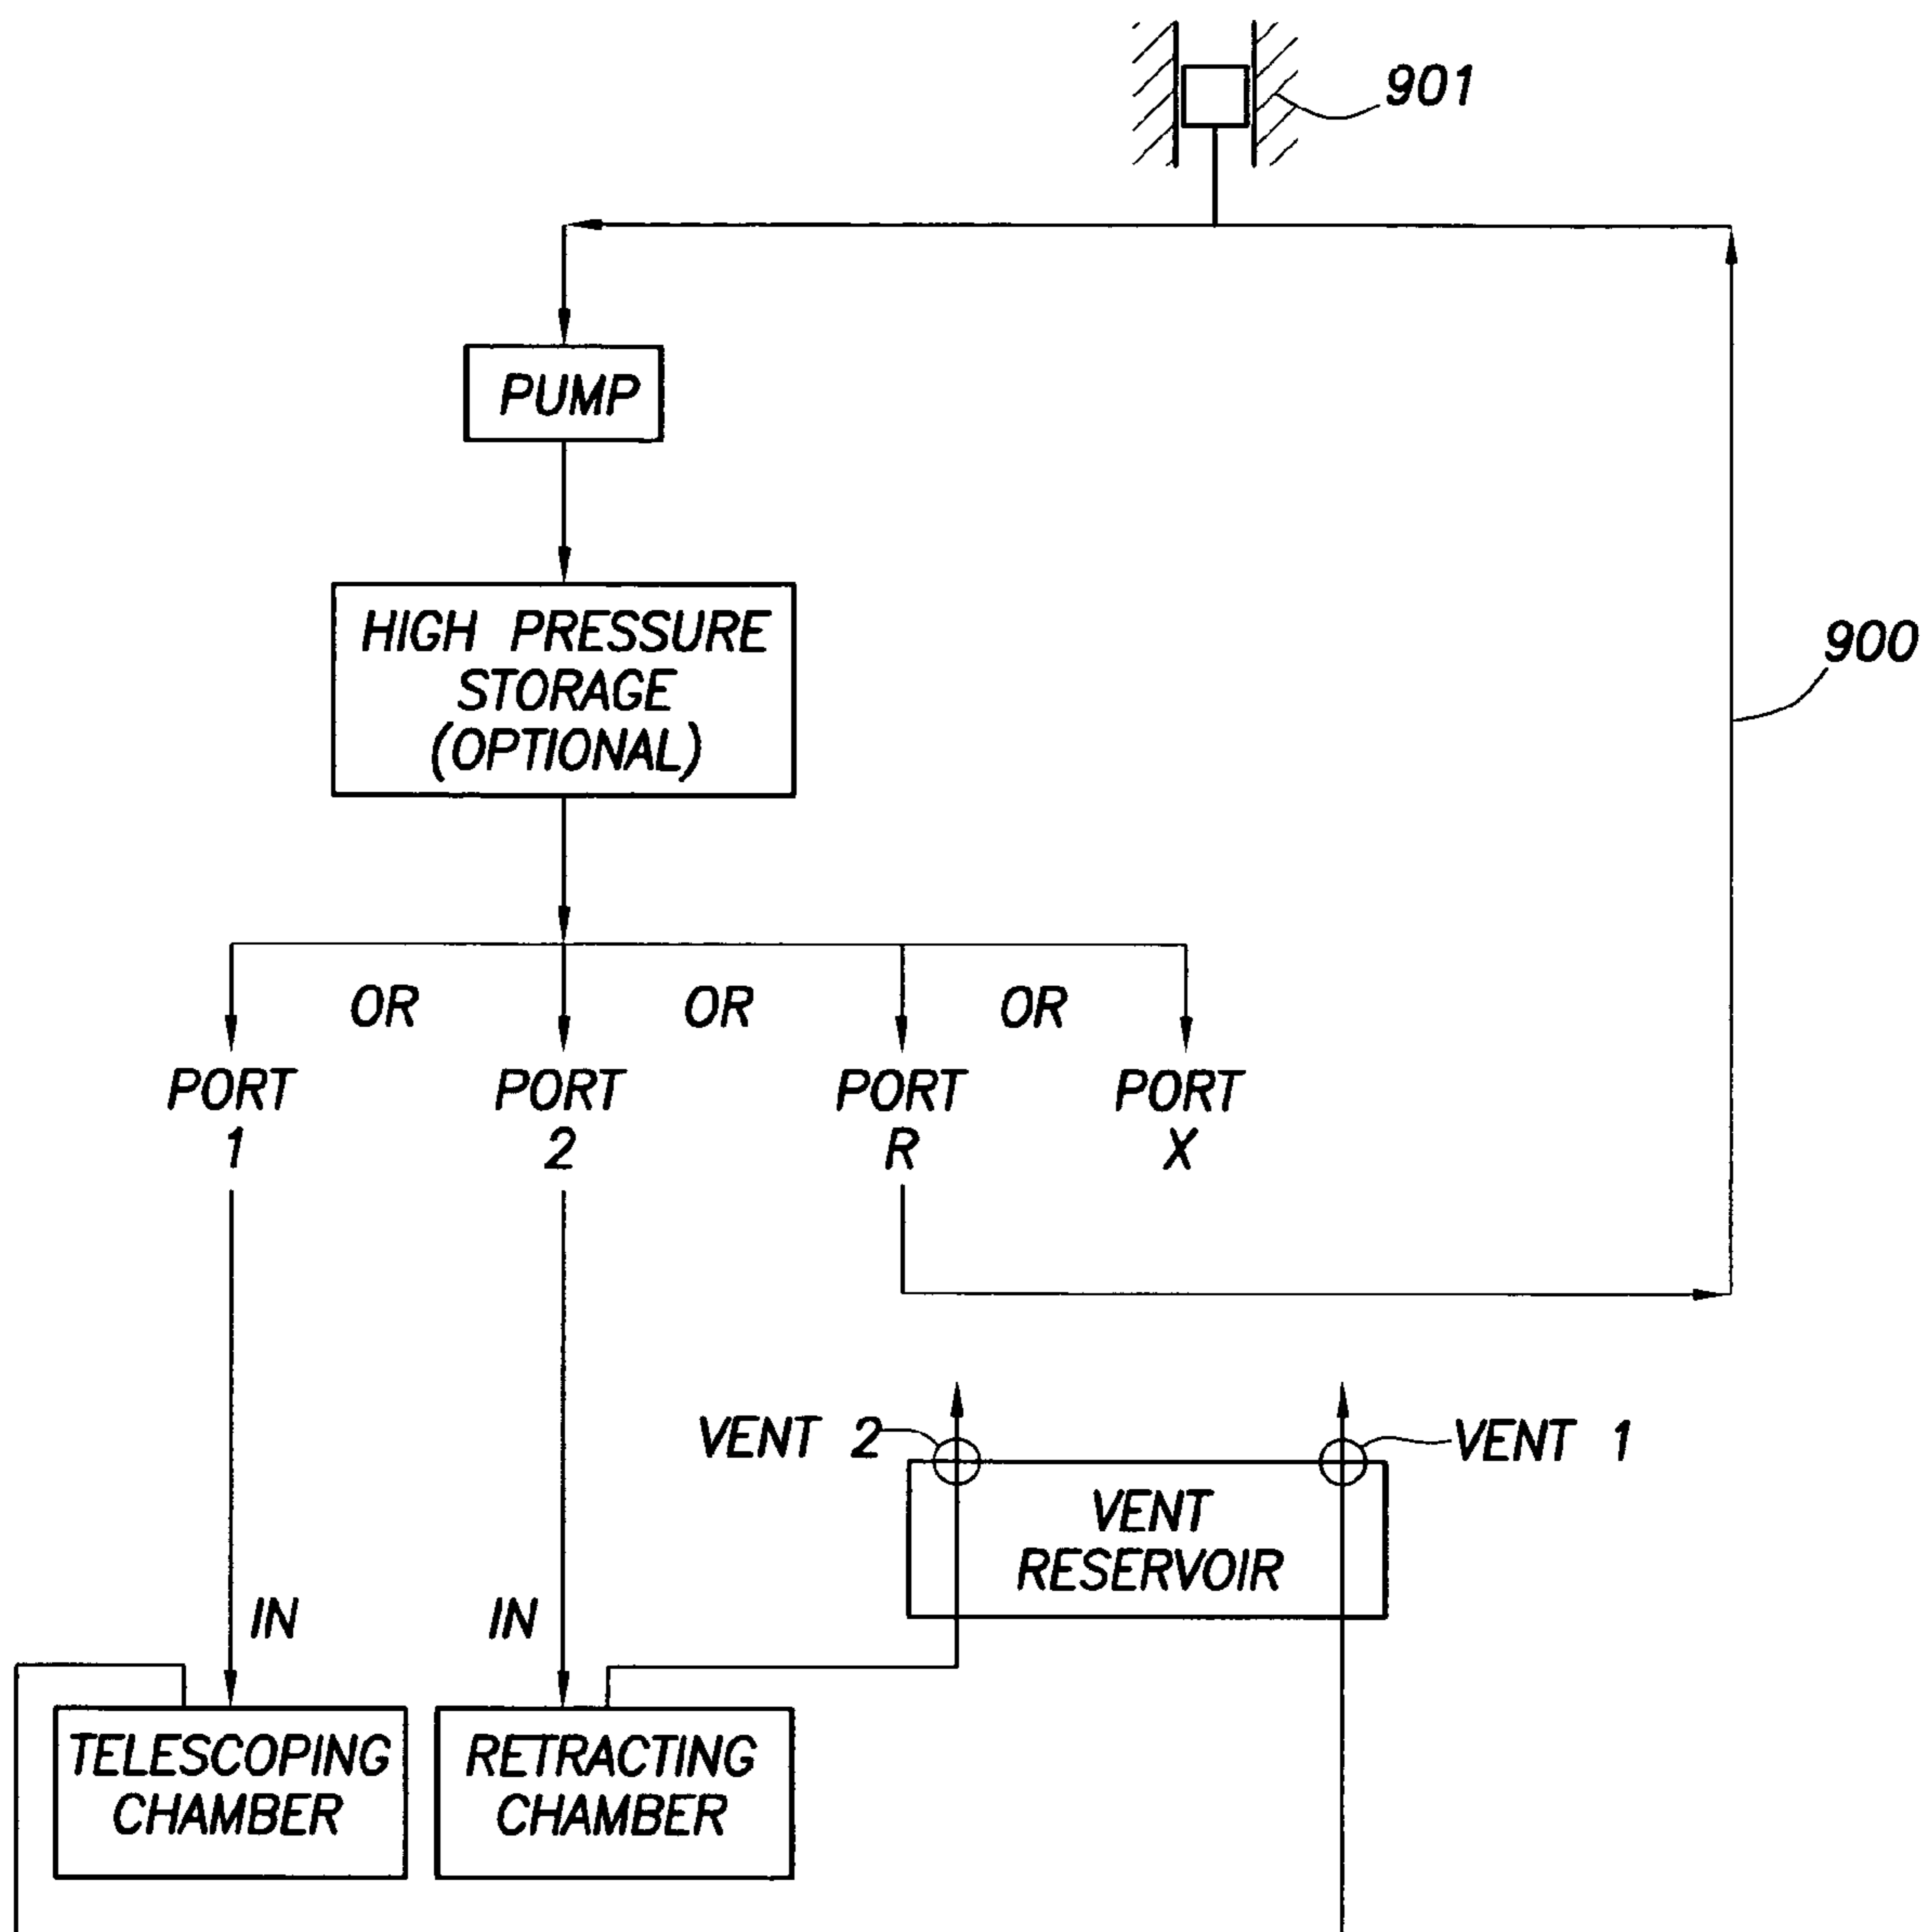 901
PUMP
HIGH PRESSURE
STORAGE
(OPTIONAL)
900
OR OR OR
PORT PORT PORT PORT
1 2 R X
VENT 2 VENT 1
VENT
RESERVOIR
IN IN
TELESCOPING RETRACTING
CHAMBER CHAMBER